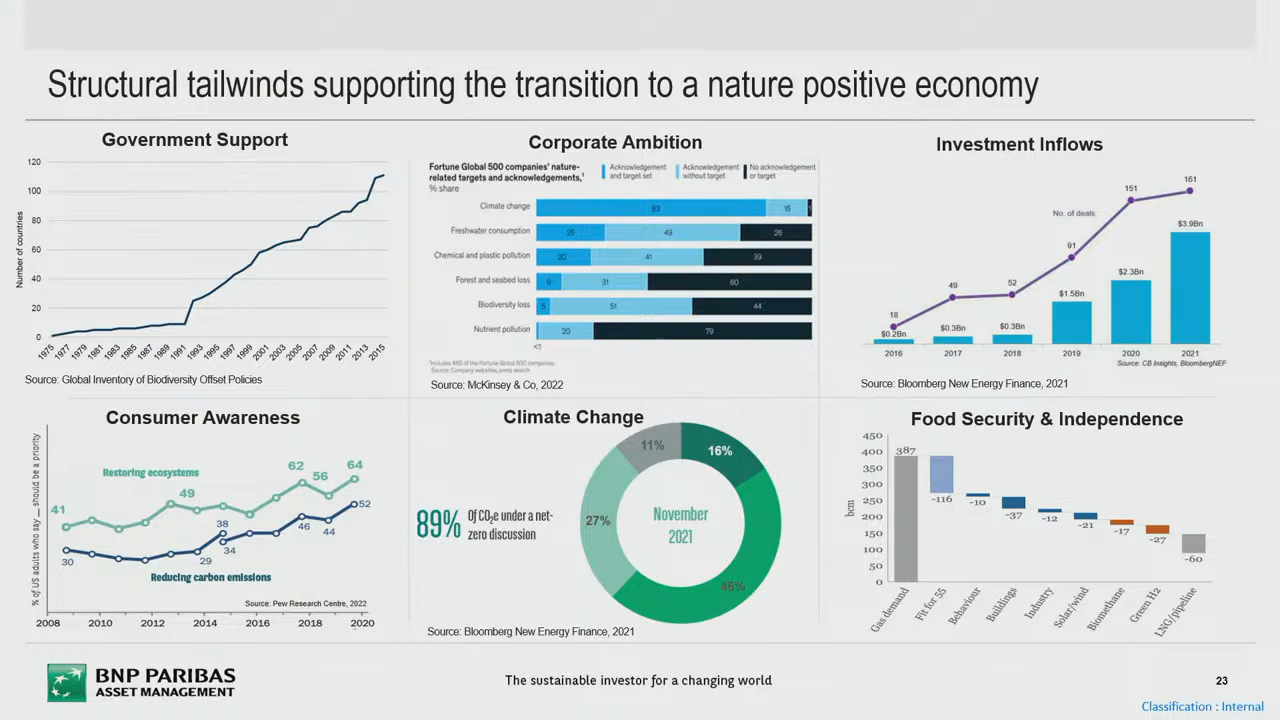 Structural tailwinds supporting the transition to a nature positive economy
Government Support
Number of countries
120
100
80
60
40
20
0
1975
1977
1979
1981
1983
1985
1987
1989
1991
1993
1995
1997
1999
2001
2003
2005
2007
2009
2011
2013
2015
Source: Global Inventory of Biodiversity Offset Policies
Corporate Ambition
Fortune Global 500 companies' nature-
related targets and acknowledgements,¹
% share
Acknowledgement
and target set
Acknowledgement
without target
No acknowledgement
or target
Climate change 83 15 1
Freshwater consumption 25 49 26
Chemical and plastic pollution 20 41 39
Forest and seabed loss 9 31 60
Biodiversity loss 5 51 44
Nutrient pollution 20 79
<1
Source: Company websites; press search
Source: McKinsey & Co, 2022
Investment Inflows
No. of deals
18
49
52
91
151
161
$0.2Bn
$0.3Bn
$0.3Bn
$1.5Bn
$2.3Bn
$3.9Bn
2016 2017 2018 2019 2020 2021
Source: CB Insights, BloombergNEF
Source: Bloomberg New Energy Finance, 2021
Consumer Awareness
% of US adults who say — should be a priority
Restoring ecosystems
41
49
62
56
64
30
29
38
34
46
44
52
Reducing carbon emissions
Source: Pew Research Centre, 2022
2008 2010 2012 2014 2016 2018 2020
Climate Change
89% Of CO₂e under a net-
zero discussion
November
2021
11%
16%
27%
46%
Source: Bloomberg New Energy Finance, 2021
Food Security & Independence
bcm
450
400
350
300
250
200
150
100
50
0
387
-116
-10
-37
-12
-21
-17
-27
-60
Gas demand
Fit for 55
Behaviour
Buildings
Industry
Solar/wind
Biomethane
Green H2
LNG/pipeline
BNP PARIBAS
ASSET MANAGEMENT
The sustainable investor for a changing world
23
Classification : Internal